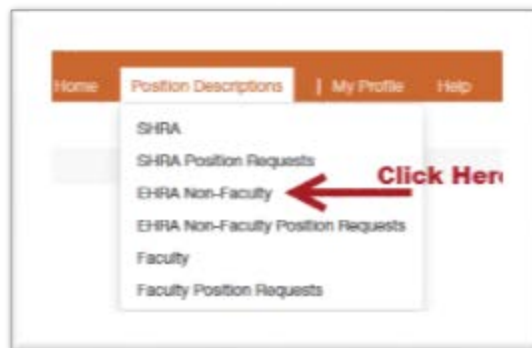 Home Position Descriptions | My Profile Help
SHRA
SHRA Position Requests
EHRA Non-Faculty Click Here
EHRA Non-Faculty Position Requests
Faculty
Faculty Position Requests